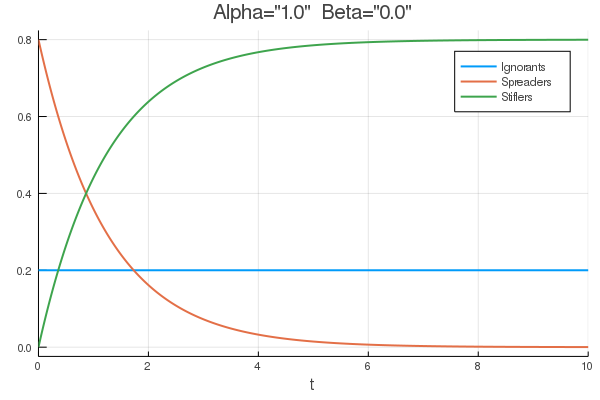 Alpha="1.0" Beta="0.0"
0.8
0.6
0.4
0.2
0.0
Ignorants
Spreaders
Stiflers
0 2 4 6 8 10
t